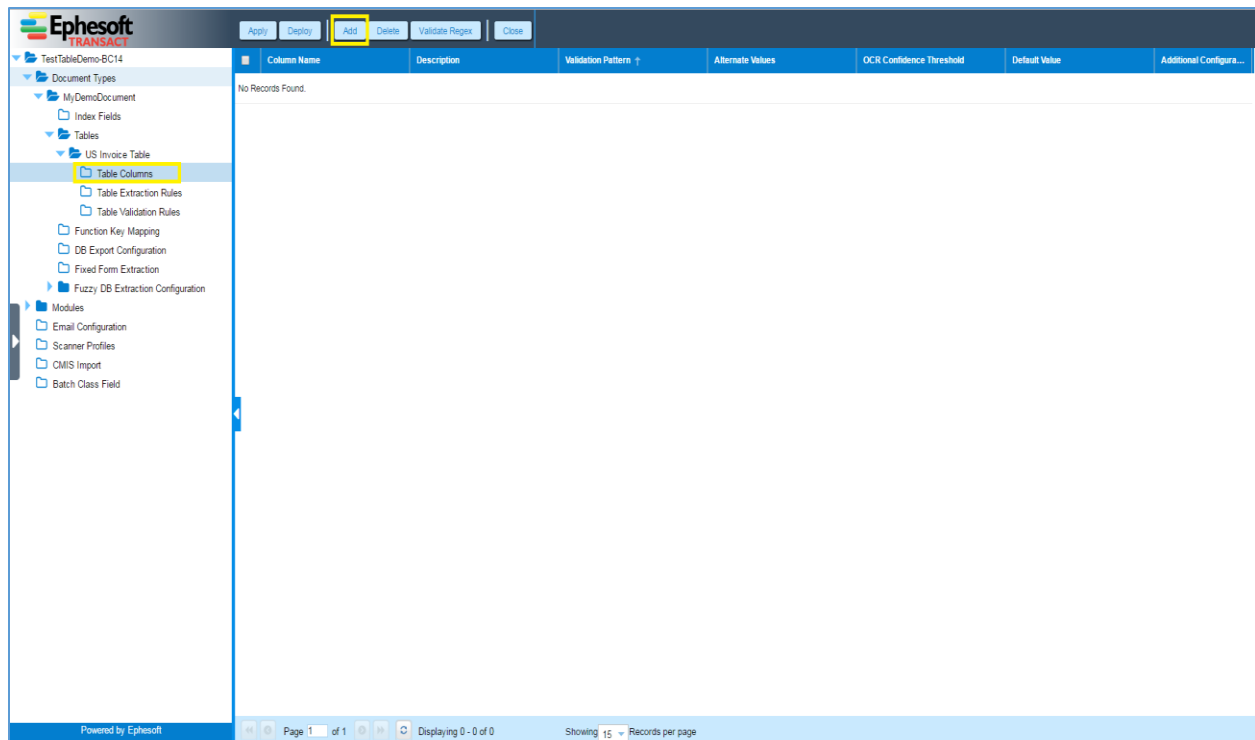 Ephesoft
TRANSACT
Apply Deploy Add Delete Validate Regex Close
TestTableDemo-BC14
Document Types
MyDemoDocument
Index Fields
Tables
US Invoice Table
Table Columns
Table Extraction Rules
Table Validation Rules
Function Key Mapping
DB Export Configuration
Fixed Form Extraction
Fuzzy DB Extraction Configuration
Modules
Email Configuration
Scanner Profiles
CMIS Import
Batch Class Field
Powered by Ephesoft
Column Name Description Validation Pattern Alternate Values OCR Confidence Threshold Default Value Additional Configura...
No Records Found.
Page 1 of 1 Displaying 0 - 0 of 0 Showing 15 Records per page